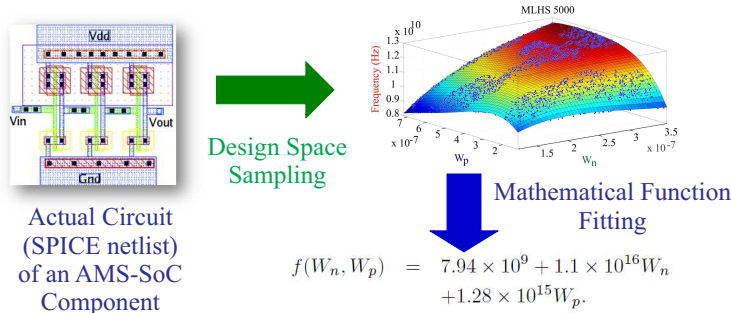 Vdd
Vin
Vout
Gnd
Actual Circuit
(SPICE netlist)
of an AMS-SoC
Component
Design Space
Sampling
MLHS 5000
x 10^10
Frequency (Hz)
1.3
1.2
1.1
1
0.9
0.8
7
6
5
4
3
2
x 10^-7
W_p
1.5
2
2.5
3
3.5
x 10^-7
W_n
Mathematical Function
Fitting
f(W_n, W_p) = 7.94 × 10^9 + 1.1 × 10^16 W_n
+1.28 × 10^15 W_p.